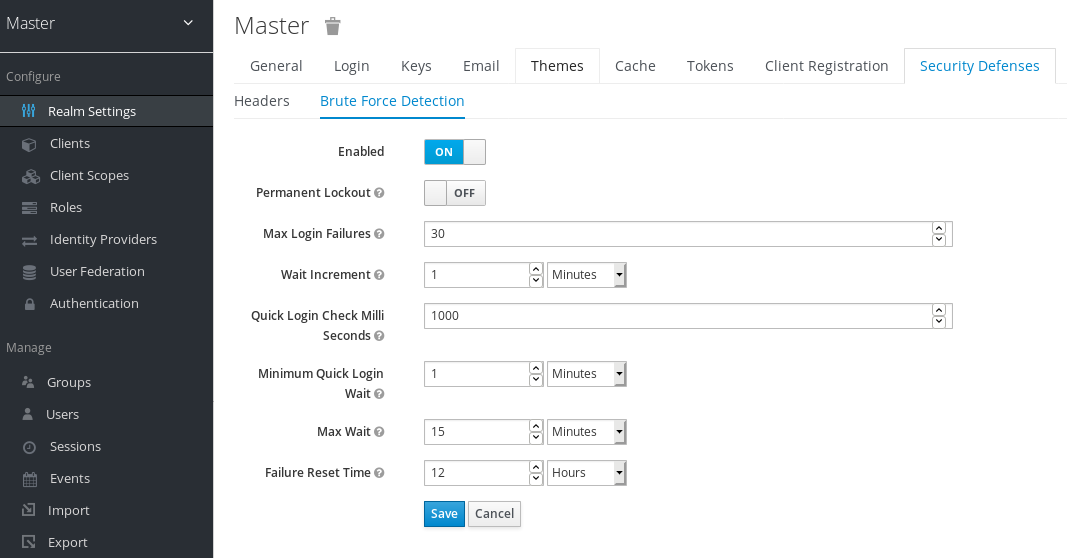 Master
Configure
Realm Settings
Clients
Client Scopes
Roles
Identity Providers
User Federation
Authentication
Manage
Groups
Users
Sessions
Events
Import
Export
Master
General Login Keys Email Themes Cache Tokens Client Registration Security Defenses
Headers Brute Force Detection
Enabled ON
Permanent Lockout OFF
Max Login Failures 30
Wait Increment 1 Minutes
Quick Login Check Milli 1000
Seconds
Minimum Quick Login 1 Minutes
Wait
Max Wait 15 Minutes
Failure Reset Time 12 Hours
Save Cancel